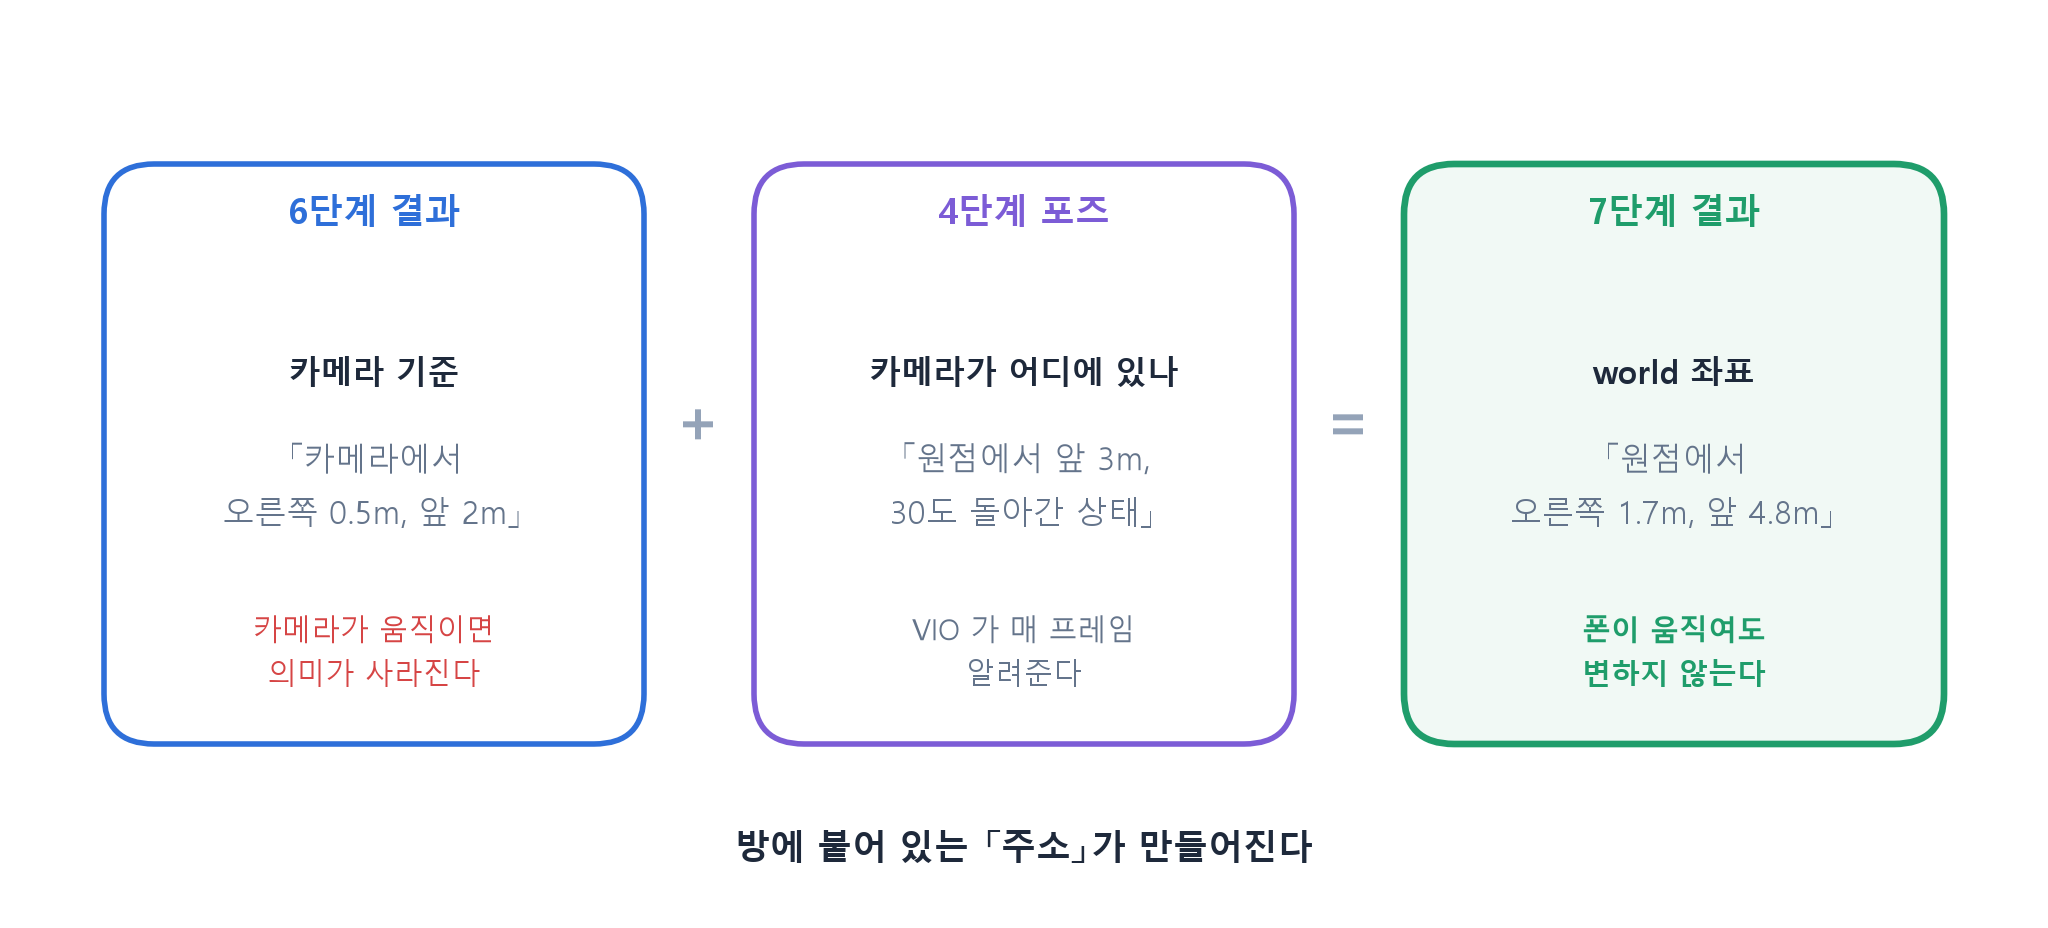 6단계 결과
카메라 기준
「카메라에서
오른쪽 0.5m, 앞 2m」
카메라가 움직이면
의미가 사라진다
+
4단계 포즈
카메라가 어디에 있나
「원점에서 앞 3m,
30도 돌아간 상태」
VIO 가 매 프레임
알려준다
=
7단계 결과
world 좌표
「원점에서
오른쪽 1.7m, 앞 4.8m」
폰이 움직여도
변하지 않는다
방에 붙어 있는 「주소」가 만들어진다